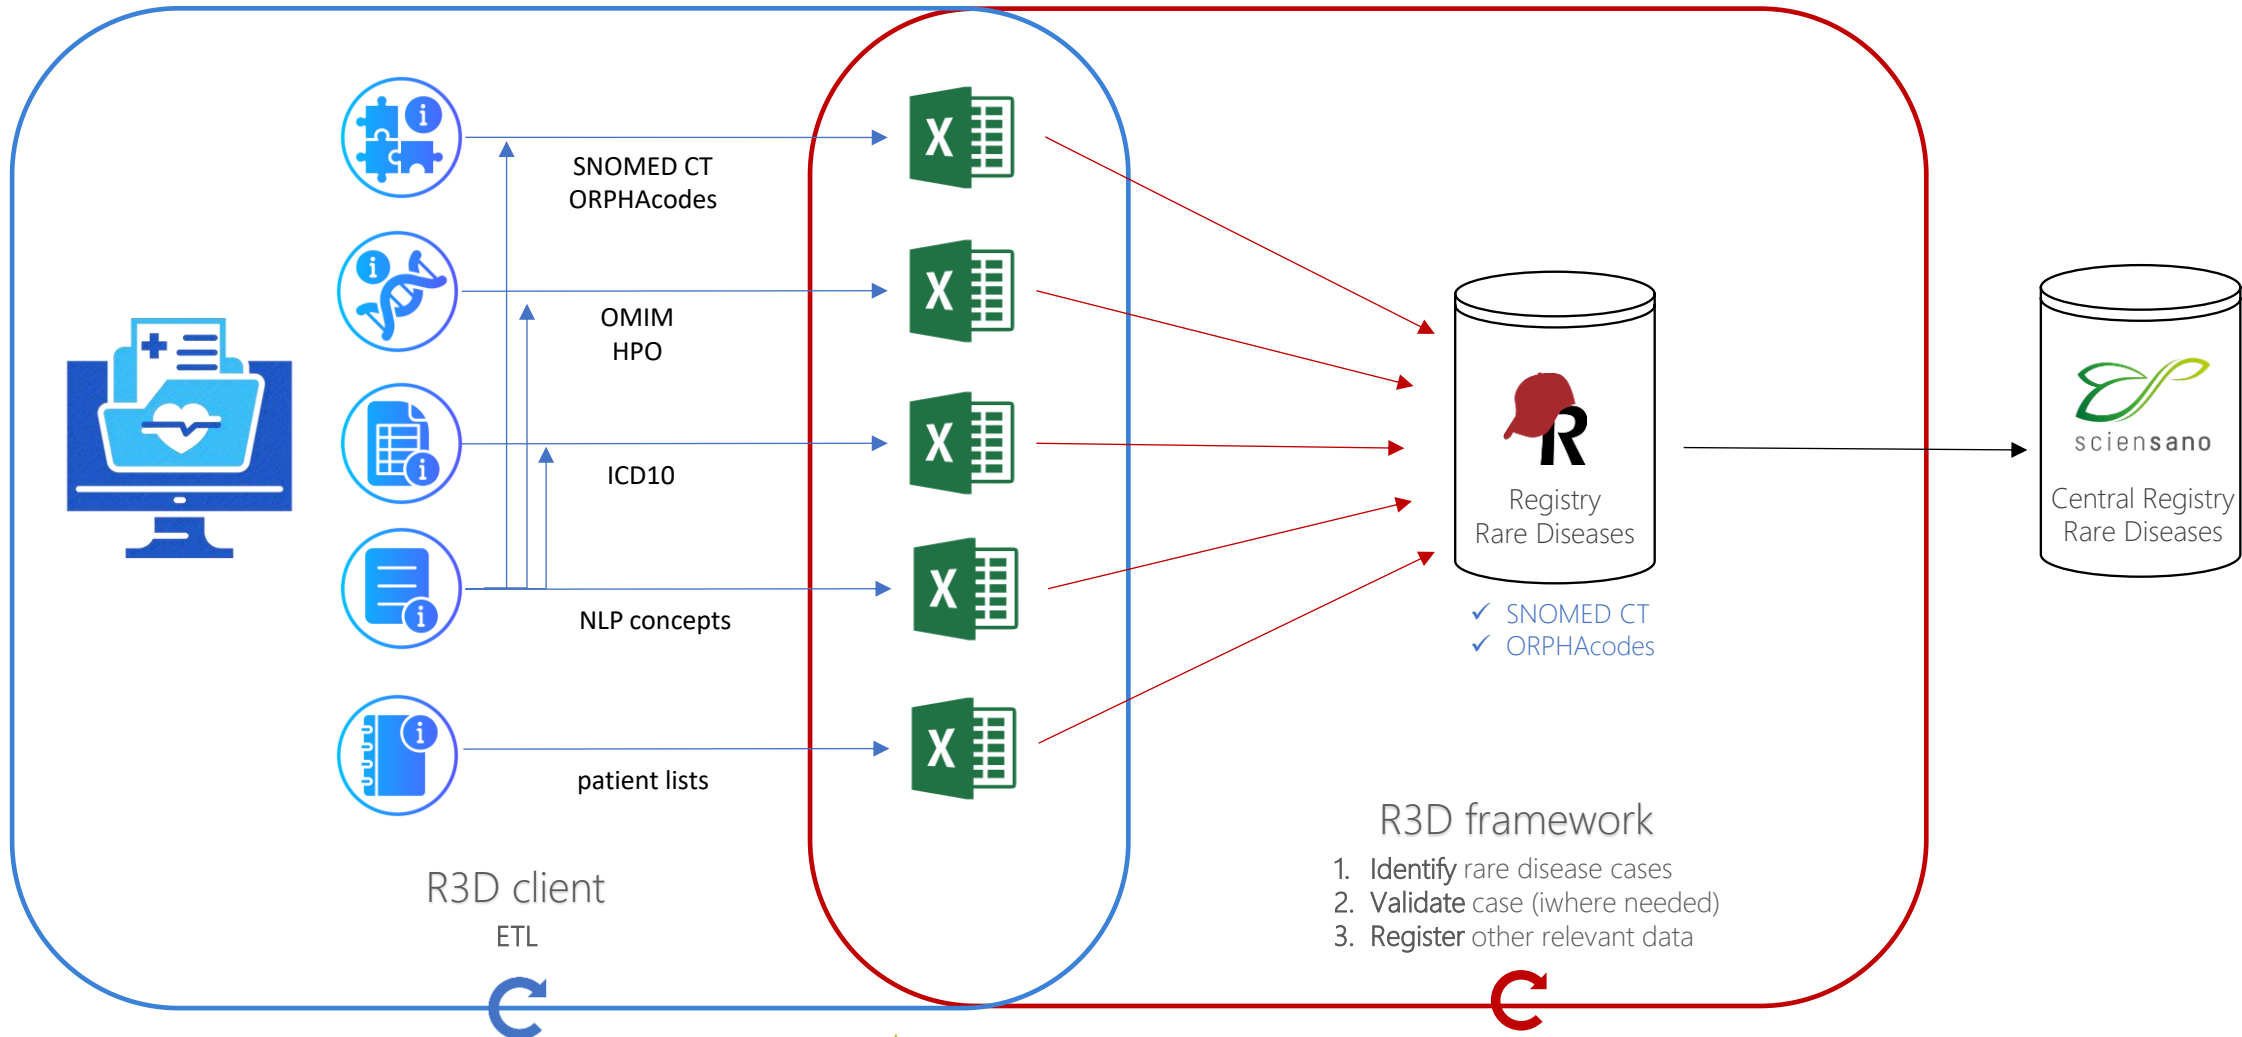 SNOMED CT
ORPHAcodes
OMIM
HPO
ICD10
NLP concepts
patient lists
R3D client
ETL
X
X
X
X
X
R
Registry
Rare Diseases
✓ SNOMED CT
✓ ORPHAcodes
R3D framework
1. Identify rare disease cases
2. Validate case (iwhere needed)
3. Register other relevant data
sciensano
Central Registry
Rare Diseases
i
i
i
i
i